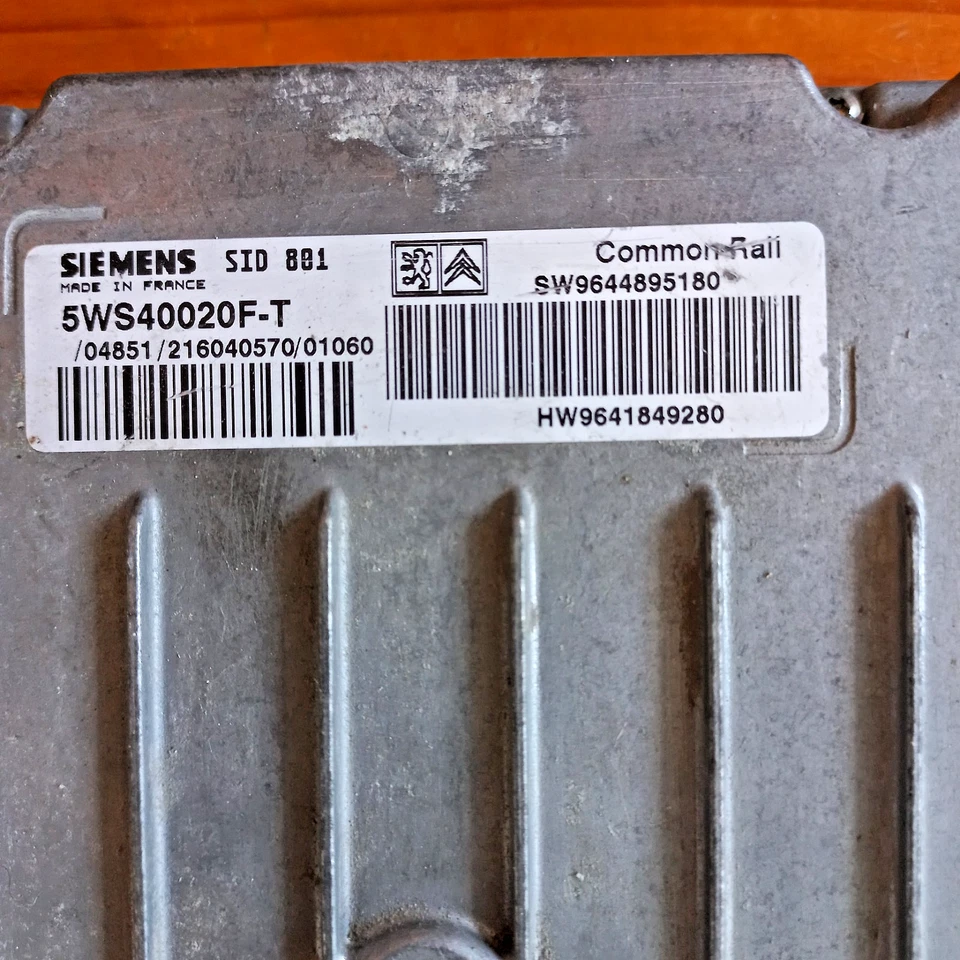 SIEMENS SID 801
MADE IN FRANCE
5WS40020F-T
/04851/216040570/01060
Common Rail
SW9644895180
HW9641849280